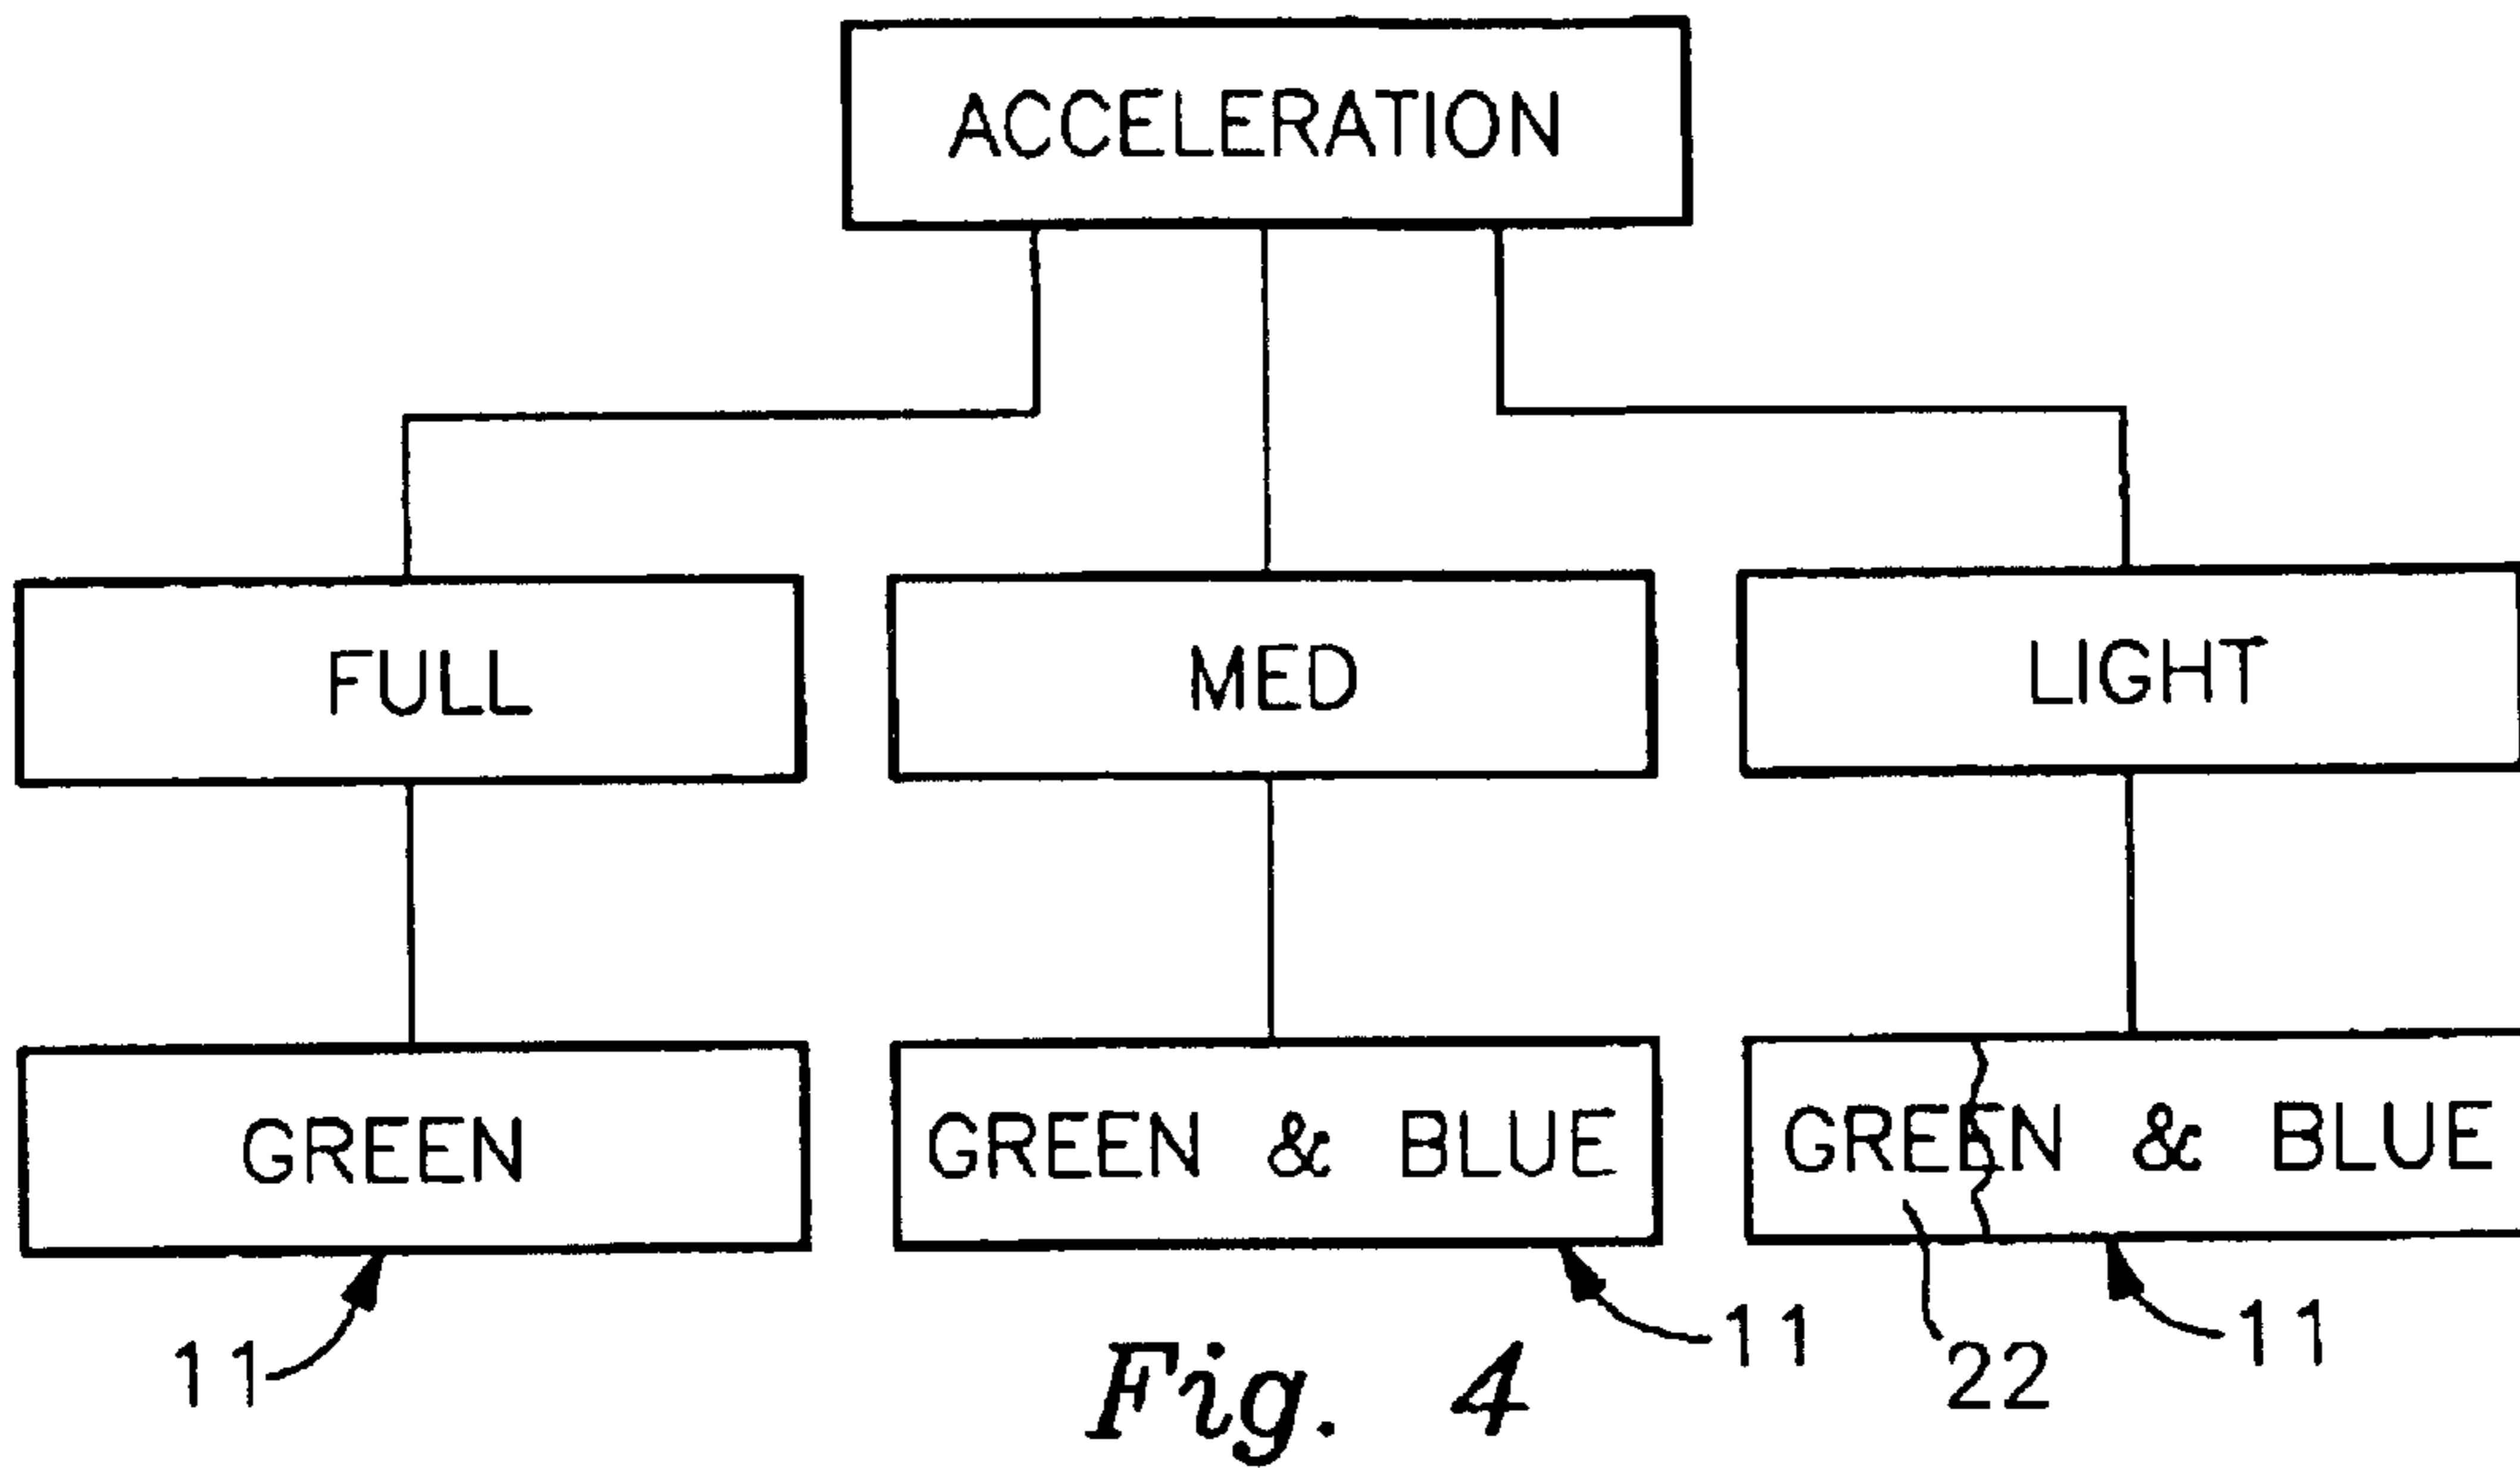 ACCELERATION
FULL
MED
LIGHT
GREEN
GREEN & BLUE
GREEN & BLUE
11
11
22
11
Fig. 4